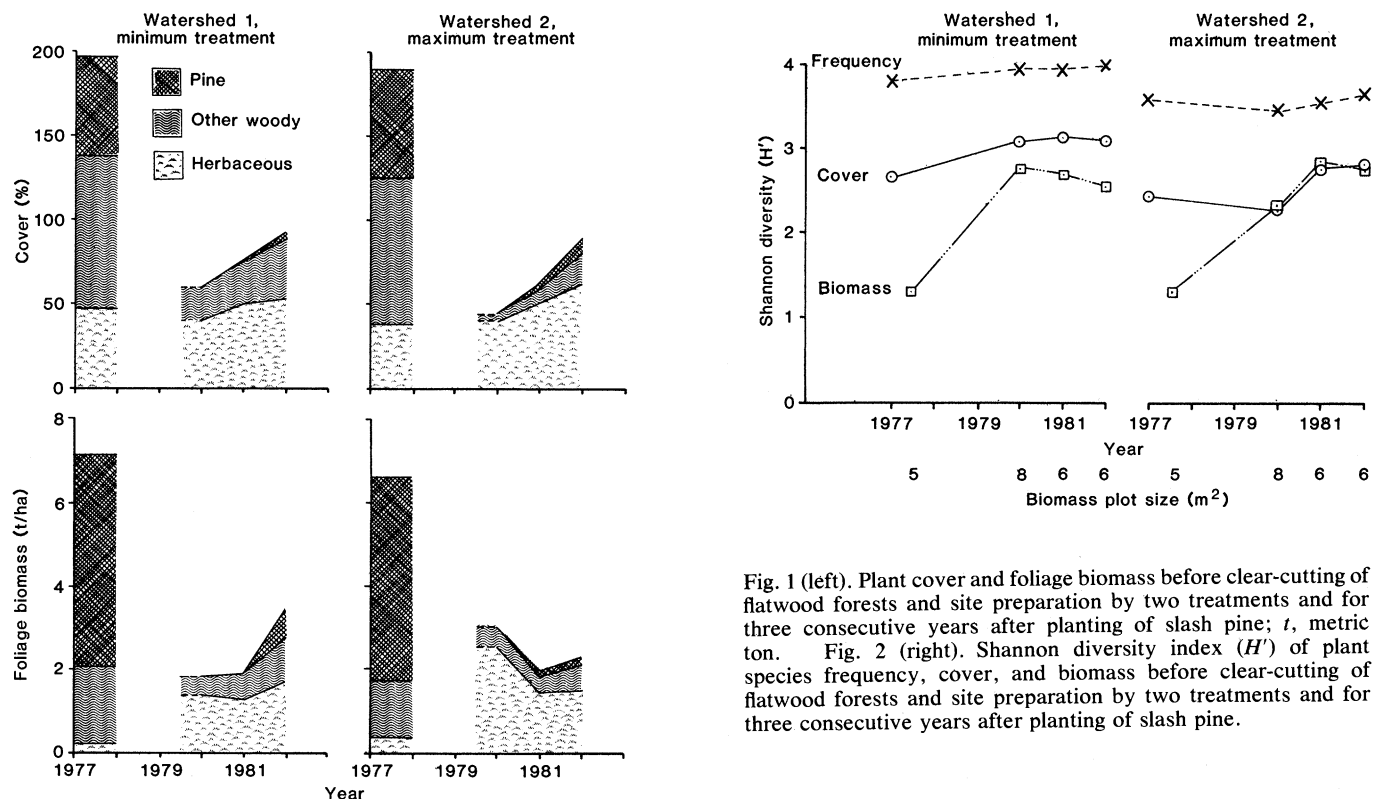 Watershed 1,
minimum treatment
Watershed 2,
maximum treatment
200
150
100
50
0
Cover (%)
Pine
Other woody
Herbaceous
8
6
4
2
0
Foliage biomass (t/ha)
1977
1979
1981
1977
1979
1981
Year
Watershed 1,
minimum treatment
Watershed 2,
maximum treatment
4
3
2
1
0
Shannon diversity (H')
Frequency
Cover
Biomass
1977
1979
1981
1977
1979
1981
Year
5
8
6
6
5
8
6
6
Biomass plot size (m²)
Fig. 1 (left). Plant cover and foliage biomass before clear-cutting of
flatwood forests and site preparation by two treatments and for
three consecutive years after planting of slash pine; t, metric
ton. Fig. 2 (right). Shannon diversity index (H') of plant
species frequency, cover, and biomass before clear-cutting of
flatwood forests and site preparation by two treatments and for
three consecutive years after planting of slash pine.